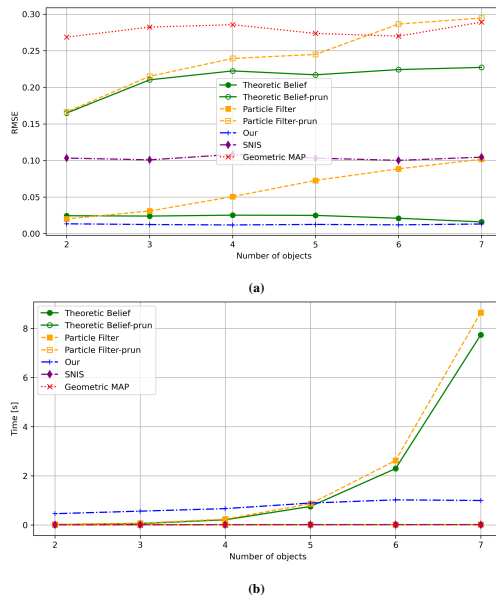 0.30
0.25
0.20
0.15
0.10
0.05
0.00
RMSE
Theoretic Belief
Theoretic Belief-prun
Particle Filter
Particle Filter-prun
Our
SNIS
Geometric MAP
2 3 4 5 6 7
Number of objects
(a)
8
6
4
2
0
Time [s]
Theoretic Belief
Theoretic Belief-prun
Particle Filter
Particle Filter-prun
Our
SNIS
Geometric MAP
2 3 4 5 6 7
Number of objects
(b)